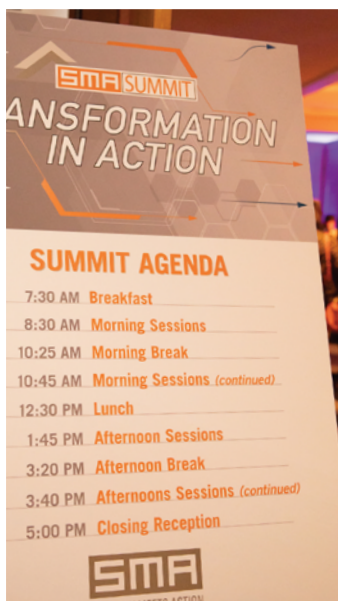 SMA SUMMIT
ANSFORMATION
IN ACTION
SUMMIT AGENDA
7:30 AM Breakfast
8:30 AM Morning Sessions
10:25 AM Morning Break
10:45 AM Morning Sessions (continued)
12:30 PM Lunch
1:45 PM Afternoon Sessions
3:20 PM Afternoon Break
3:40 PM Afternoons Sessions (continued)
5:00 PM Closing Reception
SMA
ACTION